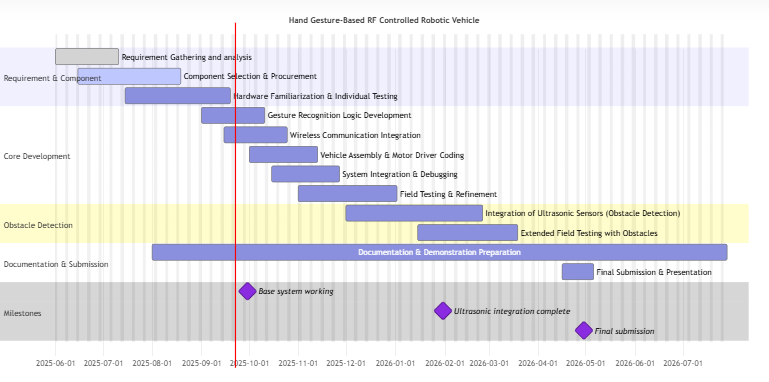 Hand Gesture-Based RF Controlled Robotic Vehicle
Requirement Gathering and analysis
Requirement & Component
Component Selection & Procurement
Hardware Familiarization & Individual Testing
Gesture Recognition Logic Development
Wireless Communication Integration
Core Development
Vehicle Assembly & Motor Driver Coding
System Integration & Debugging
Field Testing & Refinement
Integration of Ultrasonic Sensors (Obstacle Detection)
Obstacle Detection
Extended Field Testing with Obstacles
Documentation & Demonstration Preparation
Documentation & Submission
Final Submission & Presentation
Base system working
Milestones
Ultrasonic integration complete
Final submission
2025-06-01 2025-07-01 2025-08-01 2025-09-01 2025-10-01 2025-11-01 2025-12-01 2026-01-01 2026-02-01 2026-03-01 2026-04-01 2026-05-01 2026-06-01 2026-07-01